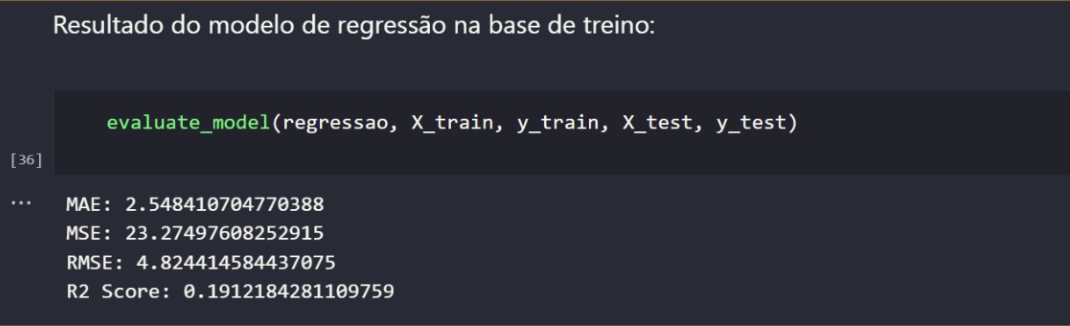 Resultado do modelo de regressão na base de treino:
evaluate_model(regressao, X_train, y_train, X_test, y_test)
[36]
... MAE: 2.548410704770388
MSE: 23.27497608252915
RMSE: 4.824414584437075
R2 Score: 0.1912184281109759